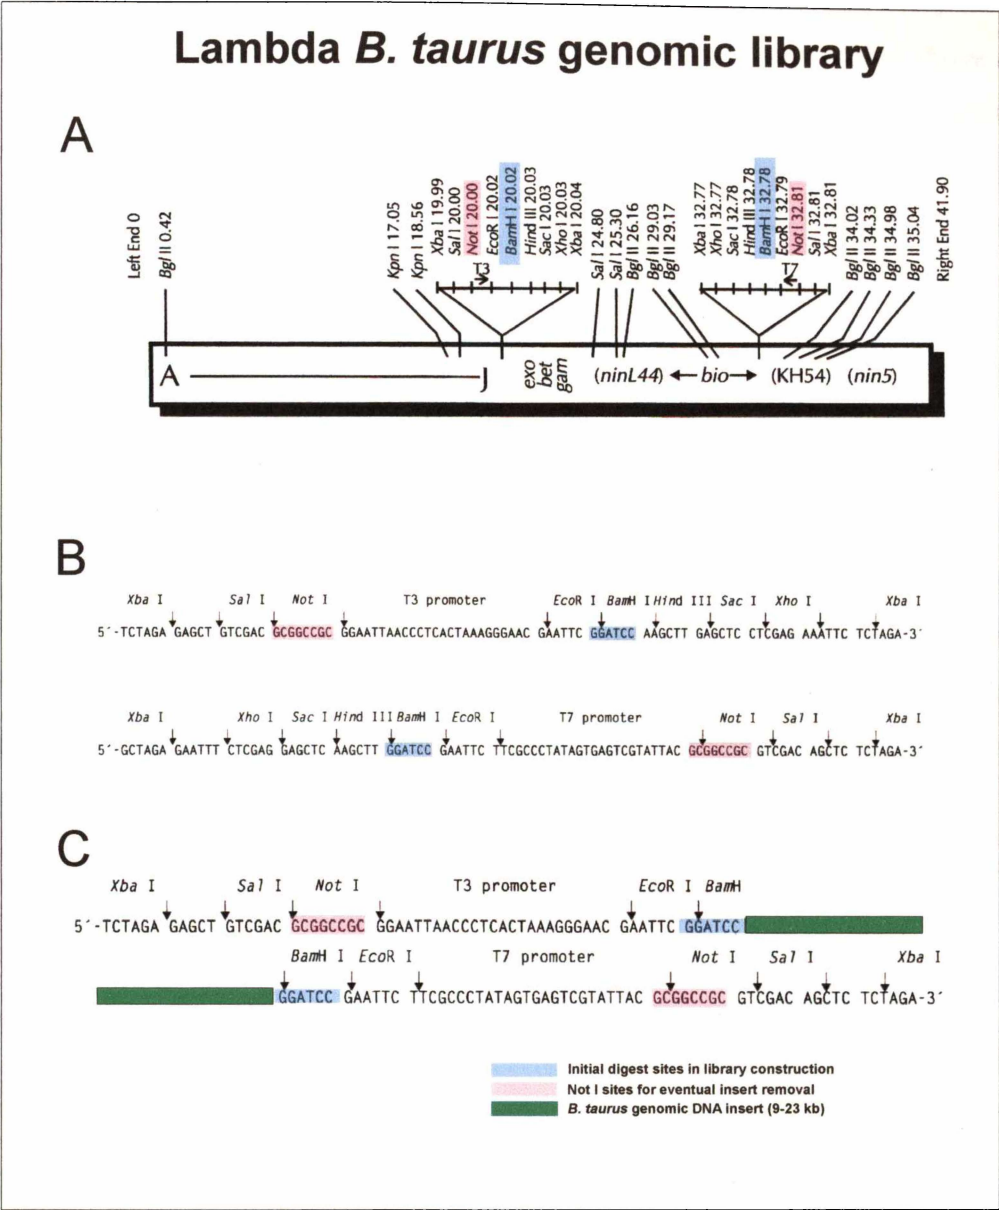 Lambda B. taurus genomic library
A
Left End 0
Bgl II 0.42
Kpn I 17.05
Kpn I 18.56
Xba I 19.99
Sal I 20.00
Not I 20.00
EcoR I 20.02
BamH I 20.02
Hind III 20.03
Sac I 20.03
Xho I 20.03
Xba I 20.04
Sal I 24.80
Sal I 25.30
Bgl II 26.16
Bgl II 29.03
Bgl II 29.17
Xba I 32.77
Xho I 32.77
Sac I 32.78
Hind III 32.78
BamH I 32.78
EcoR I 32.79
Not I 32.81
Sal I 32.81
Xba I 32.81
Bgl II 34.02
Bgl II 34.33
Bgl II 34.98
Bgl II 35.04
Right End 41.90
T3
T7
A J exo bet gam (ninL44) bio (KH54) (nin5)
B
Xba I Sal I Not I T3 promoter EcoR I BamH I Hind III Sac I Xho I Xba I
5´-TCTAGA GAGCT GTCGAC GCGGCCGC GGAATTAACCCTCACTAAAGGGAAC GAATTC GGATCC AAGCTT GAGCTC CTCGAG AAATTC TCTAGA-3´
Xba I Xho I Sac I Hind III BamH I EcoR I T7 promoter Not I Sal I Xba I
5´-GCTAGA GAATTT CTCGAG GAGCTC AAGCTT GGATCC GAATTC TTCGCCCTATAGTGAGTCGTATTAC GCGGCCGC GTCGAC AGCTC TCTAGA-3´
C
Xba I Sal I Not I T3 promoter EcoR I BamH
5´-TCTAGA GAGCT GTCGAC GCGGCCGC GGAATTAACCCTCACTAAAGGGAAC GAATTC GGATCC
BamH I EcoR I T7 promoter Not I Sal I Xba I
GGATCC GAATTC TTCGCCCTATAGTGAGTCGTATTAC GCGGCCGC GTCGAC AGCTC TCTAGA-3´
Initial digest sites in library construction
Not I sites for eventual insert removal
B. taurus genomic DNA insert (9-23 kb)